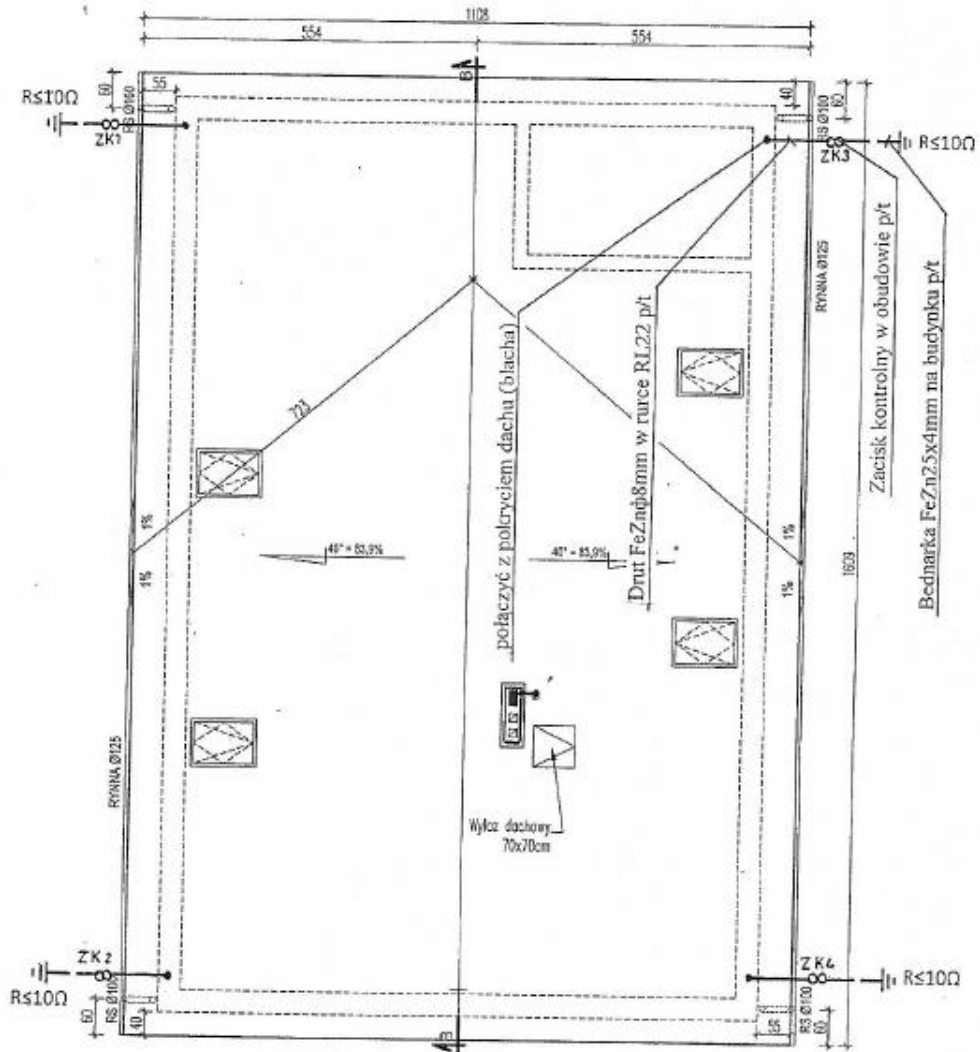 1108
554
554
60
55
40
60
R≤10Ω
RS Ø100
ZK1
B
RS Ø100
ZK3
R≤10Ω
RYNNA Ø125
Zacisk kontrolny w obudowie p/t
Bednarka FeZn25x4mm na budynku p/t
połączyć z pokryciem dachu (blacha)
Drut FeZnϕ8mm w rurce RL22 p/t
723
1%
1%
40° = 83,9%
40° = 83,9%
1%
1%
1609
RYNNA Ø125
Wyłaz dachowy
70x70cm
ZK2
R≤10Ω
RS Ø100
60
40
B
ZK4
R≤10Ω
55
RS Ø100
60